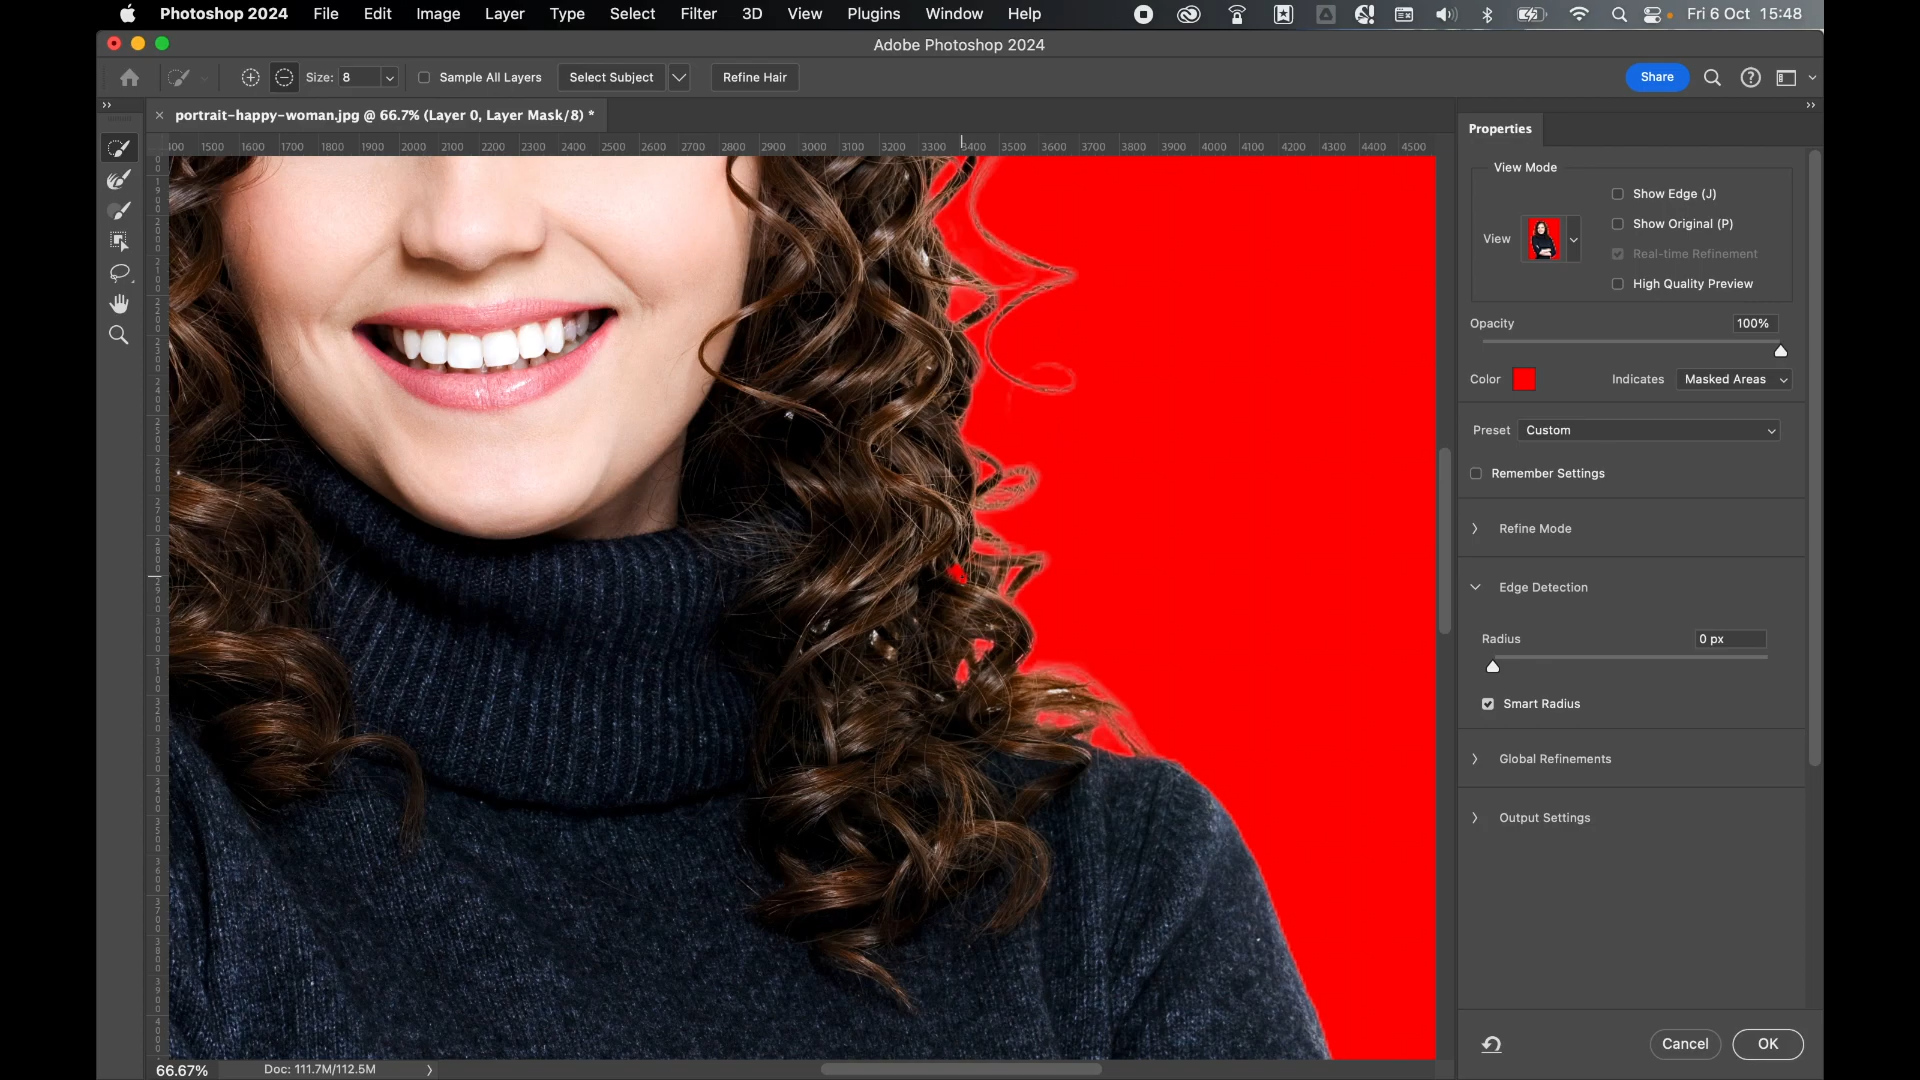 Photoshop 2024 File Edit Image Layer Type Select Filter 3D View Plugins Window Help Fri 6 Oct 15:48
Adobe Photoshop 2024
Size: 8 Sample All Layers Select Subject Refine Hair Share
portrait-happy-woman.jpg @ 66.7% (Layer 0, Layer Mask/8) *
1500 1600 1700 1800 1900 2000 2100 2200 2300 2400 2500 2600 2700 2800 2900 3000 3100 3200 3300 3400 3500 3600 3700 3800 3900 4000 4100 4200 4300 4400 4500
Properties
View Mode
Show Edge (J)
Show Original (P)
View
Real-time Refinement
High Quality Preview
Opacity 100%
Color Indicates Masked Areas
Preset Custom
Remember Settings
Refine Mode
Edge Detection
Radius 0 px
Smart Radius
Global Refinements
Output Settings
Cancel OK
66.67% Doc: 111.7M/112.5M